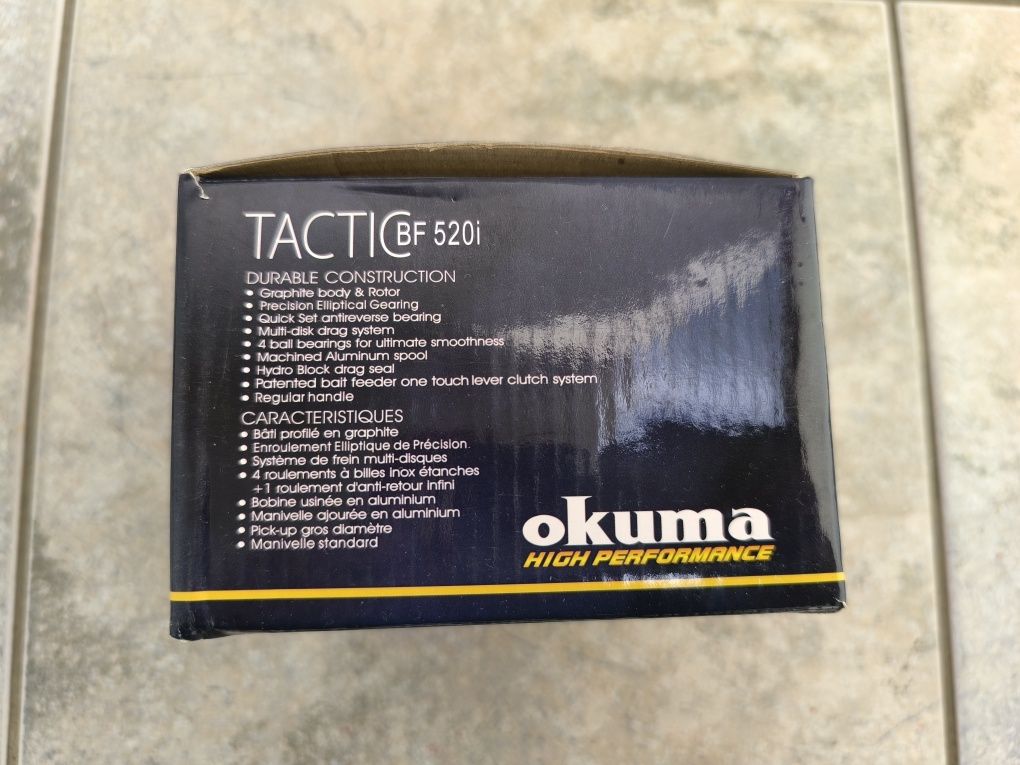 TACTIC BF 520i
DURABLE CONSTRUCTION
• Graphite body & Rotor
• Precision Elliptical Gearing
• Quick Set antireverse bearing
• Multi-disk drag system
• 4 ball bearings for ultimate smoothness
• Machined Aluminum spool
• Hydro Block drag seal
• Patented bait feeder one touch lever clutch system
• Regular handle
CARACTERISTIQUES
• Bâti profilé en graphite
• Enroulement Elliptique de Précision.
• Système de frein multi-disques
• 4 roulements à billes inox étanches
+1 roulement d'anti-retour infini
• Bobine usinée en aluminium
• Manivelle ajourée en aluminium
• Pick-up gros diamètre
• Manivelle standard
okuma
HIGH PERFORMANCE